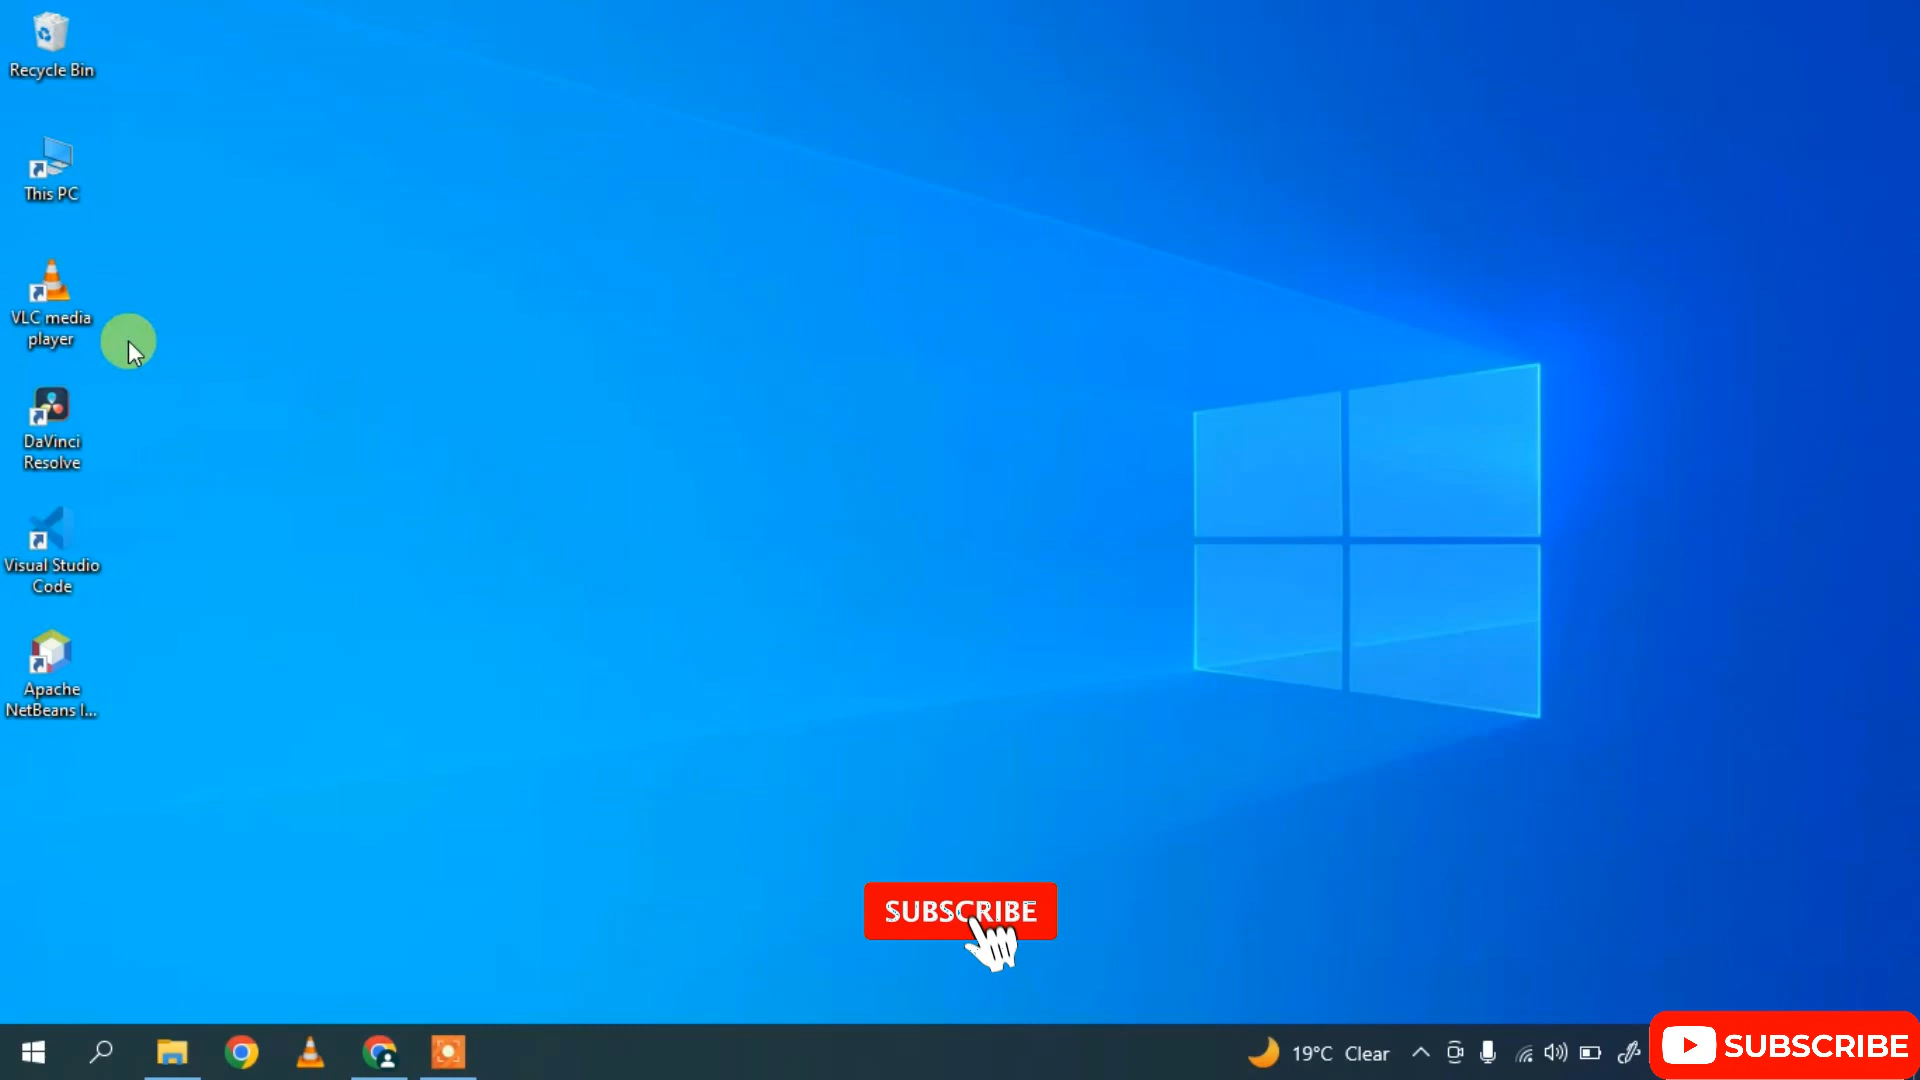 Recycle Bin
This PC
VLC media
player
DaVinci
Resolve
Visual Studio
Code
Apache
NetBeans I...
SUBSCRIBE
19°C Clear
SUBSCRIBE